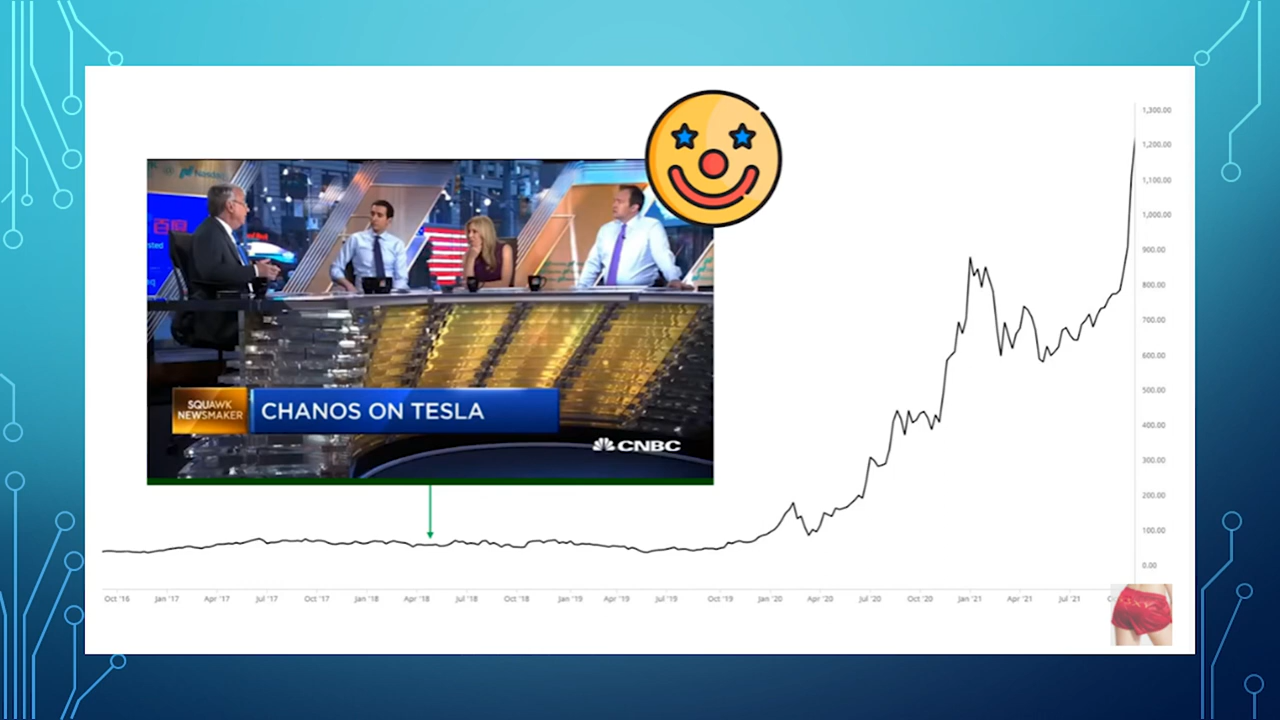 Nasdaq
百
SQUAWK
NEWSMAKER
CHANOS ON TESLA
CNBC
1,300.00
1,200.00
1,100.00
1,000.00
900.00
800.00
700.00
600.00
500.00
400.00
300.00
200.00
100.00
0.00
Oct '16
Jan '17
Apr '17
Jul '17
Oct '17
Jan '18
Apr '18
Jul '18
Oct '18
Jan '19
Apr '19
Jul '19
Oct '19
Jan '20
Apr '20
Jul '20
Oct '20
Jan '21
Apr '21
Jul '21